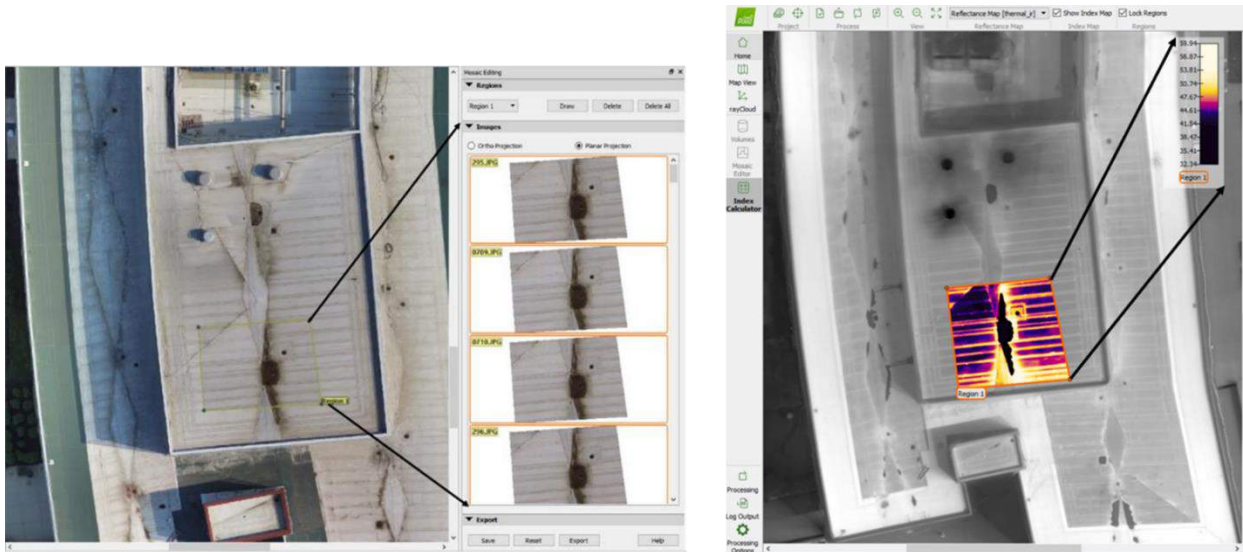 Mosaic Editing
Regions
Region 1
Draw
Delete
Delete All
Images
Ortho Projection
Planar Projection
295.JPG
0709.JPG
0710.JPG
296.JPG
Region 1
Export
Save
Reset
Export
Help
Project
Process
View
Reflectance Map [thermal_ir]
Reflectance Map
Show Index Map
Index Map
Lock Regions
Regions
Home
Map View
rayCloud
Volumes
Mosaic
Editor
Index
Calculator
Processing
Log Output
Processing
Options
59.94
56.87
53.81
50.74
47.67
44.61
41.54
38.47
35.41
32.34
Region 1
Region 1